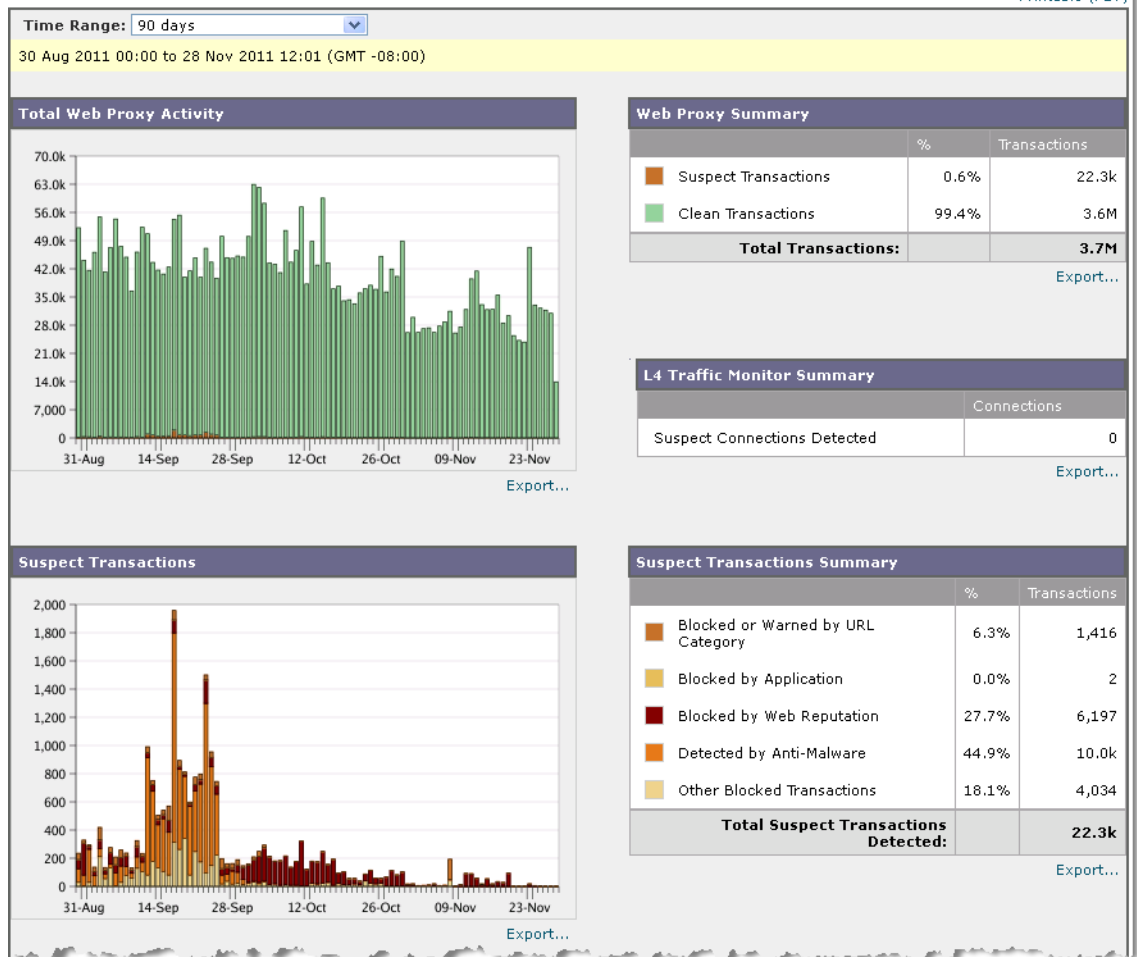 Time Range: 90 days
30 Aug 2011 00:00 to 28 Nov 2011 12:01 (GMT -08:00)
Total Web Proxy Activity
70.0k
63.0k
56.0k
49.0k
42.0k
35.0k
28.0k
21.0k
14.0k
7,000
0
31-Aug 14-Sep 28-Sep 12-Oct 26-Oct 09-Nov 23-Nov
Export...
Web Proxy Summary
% Transactions
Suspect Transactions 0.6% 22.3k
Clean Transactions 99.4% 3.6M
Total Transactions: 3.7M
Export...
L4 Traffic Monitor Summary
Connections
Suspect Connections Detected 0
Export...
Suspect Transactions
2,000
1,800
1,600
1,400
1,200
1,000
800
600
400
200
0
31-Aug 14-Sep 28-Sep 12-Oct 26-Oct 09-Nov 23-Nov
Export...
Suspect Transactions Summary
% Transactions
Blocked or Warned by URL
Category 6.3% 1,416
Blocked by Application 0.0% 2
Blocked by Web Reputation 27.7% 6,197
Detected by Anti-Malware 44.9% 10.0k
Other Blocked Transactions 18.1% 4,034
Total Suspect Transactions
Detected: 22.3k
Export...